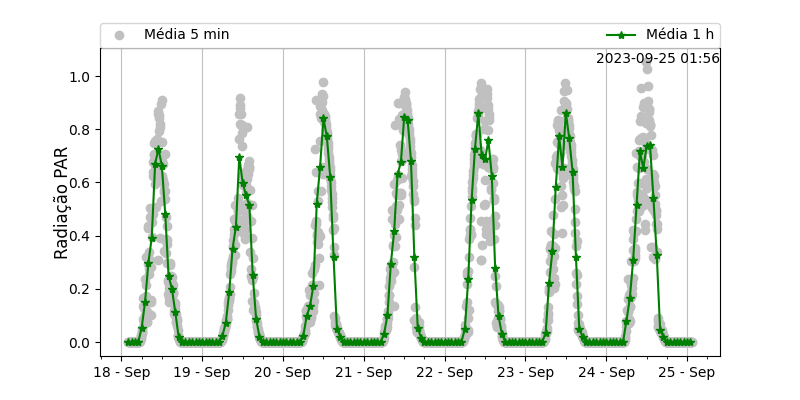 Média 5 min
Média 1 h
2023-09-25 01:56
Radiação PAR
1.0
0.8
0.6
0.4
0.2
0.0
18 - Sep
19 - Sep
20 - Sep
21 - Sep
22 - Sep
23 - Sep
24 - Sep
25 - Sep